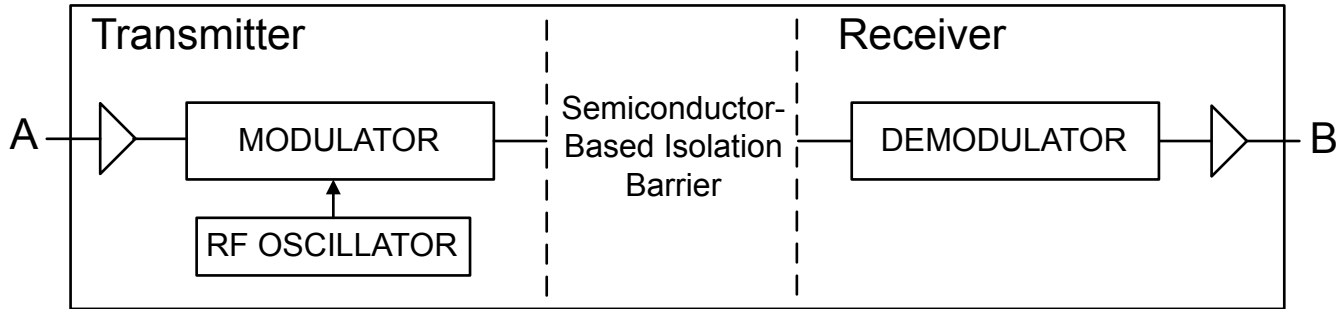 Transmitter
Receiver
A
MODULATOR
Semiconductor-
Based Isolation
Barrier
DEMODULATOR
B
RF OSCILLATOR